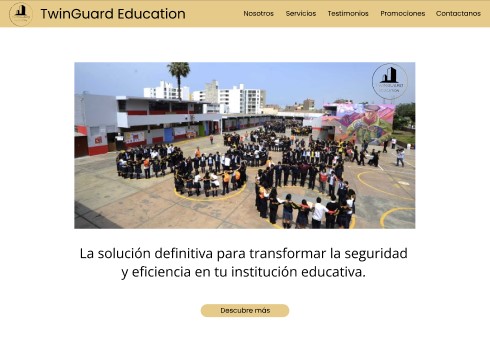 TwinGuard Education
Nosotros Servicios Testimonios Promociones Contactanos
La solución definitiva para transformar la seguridad
y eficiencia en tu institución educativa.
Descubre más